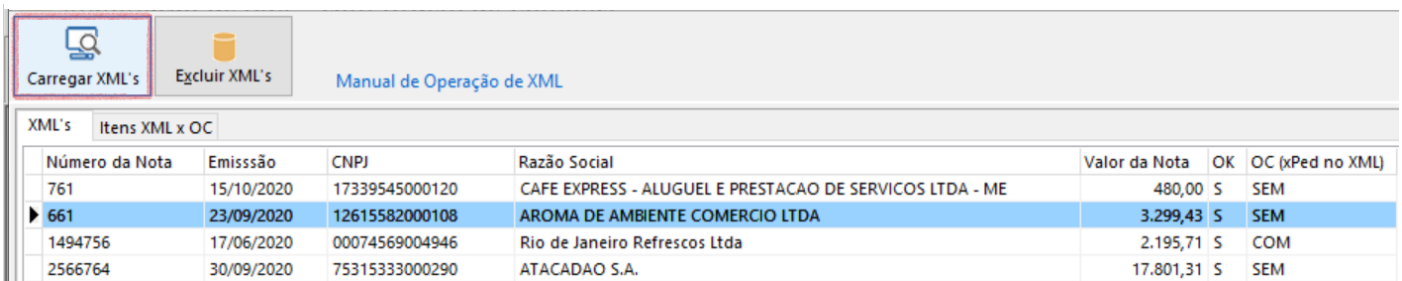 Carregar XML's
Excluir XML's
Manual de Operação de XML
XML's Itens XML x OC
Número da Nota Emisssão CNPJ Razão Social Valor da Nota OK OC (xPed no XML)
761 15/10/2020 17339545000120 CAFE EXPRESS - ALUGUEL E PRESTACAO DE SERVICOS LTDA - ME 480,00 S SEM
661 23/09/2020 12615582000108 AROMA DE AMBIENTE COMERCIO LTDA 3.299,43 S SEM
1494756 17/06/2020 00074569004946 Rio de Janeiro Refrescos Ltda 2.195,71 S COM
2566764 30/09/2020 75315333000290 ATACADAO S.A. 17.801,31 S SEM